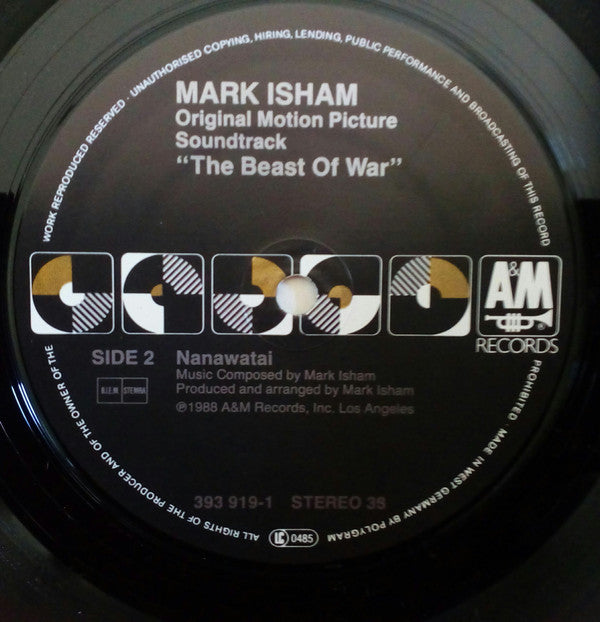 MARK ISHAM
Original Motion Picture
Soundtrack
“The Beast Of War”
A&M
®
RECORDS
SIDE 2
Nanawatai
Music Composed by Mark Isham
Produced and arranged by Mark Isham
℗1988 A&M Records, Inc. Los Angeles
B.I.E.M. STEMRA
393 919-1 STEREO 33
ALL RIGHTS OF THE PRODUCER AND OF THE OWNER OF THE WORK REPRODUCED RESERVED · UNAUTHORISED COPYING, HIRING, LENDING, PUBLIC PERFORMANCE AND BROADCASTING OF THIS RECORD PROHIBITED · MADE IN WEST GERMANY BY POLYGRAM
LC 0485